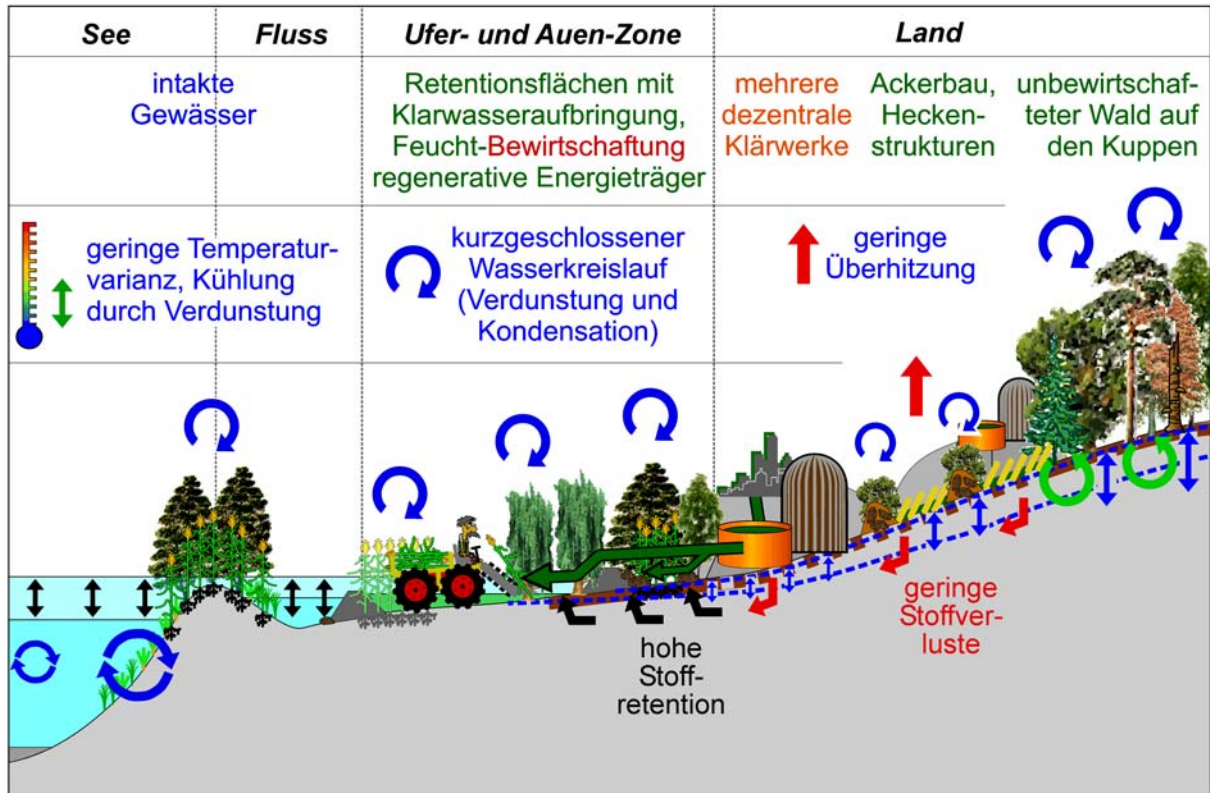 See
Fluss
Ufer- und Auen-Zone
Land
intakte
Gewässer
Retentionsflächen mit
Klarwasseraufbringung,
Feucht-Bewirtschaftung
regenerative Energieträger
mehrere
dezentrale
Klärwerke
Ackerbau,
Hecken-
strukturen
unbewirtschaf-
teter Wald auf
den Kuppen
geringe Temperatur-
varianz, Kühlung
durch Verdunstung
kurzgeschlossener
Wasserkreislauf
(Verdunstung und
Kondensation)
geringe
Überhitzung
hohe
Stoff-
retention
geringe
Stoffver-
luste